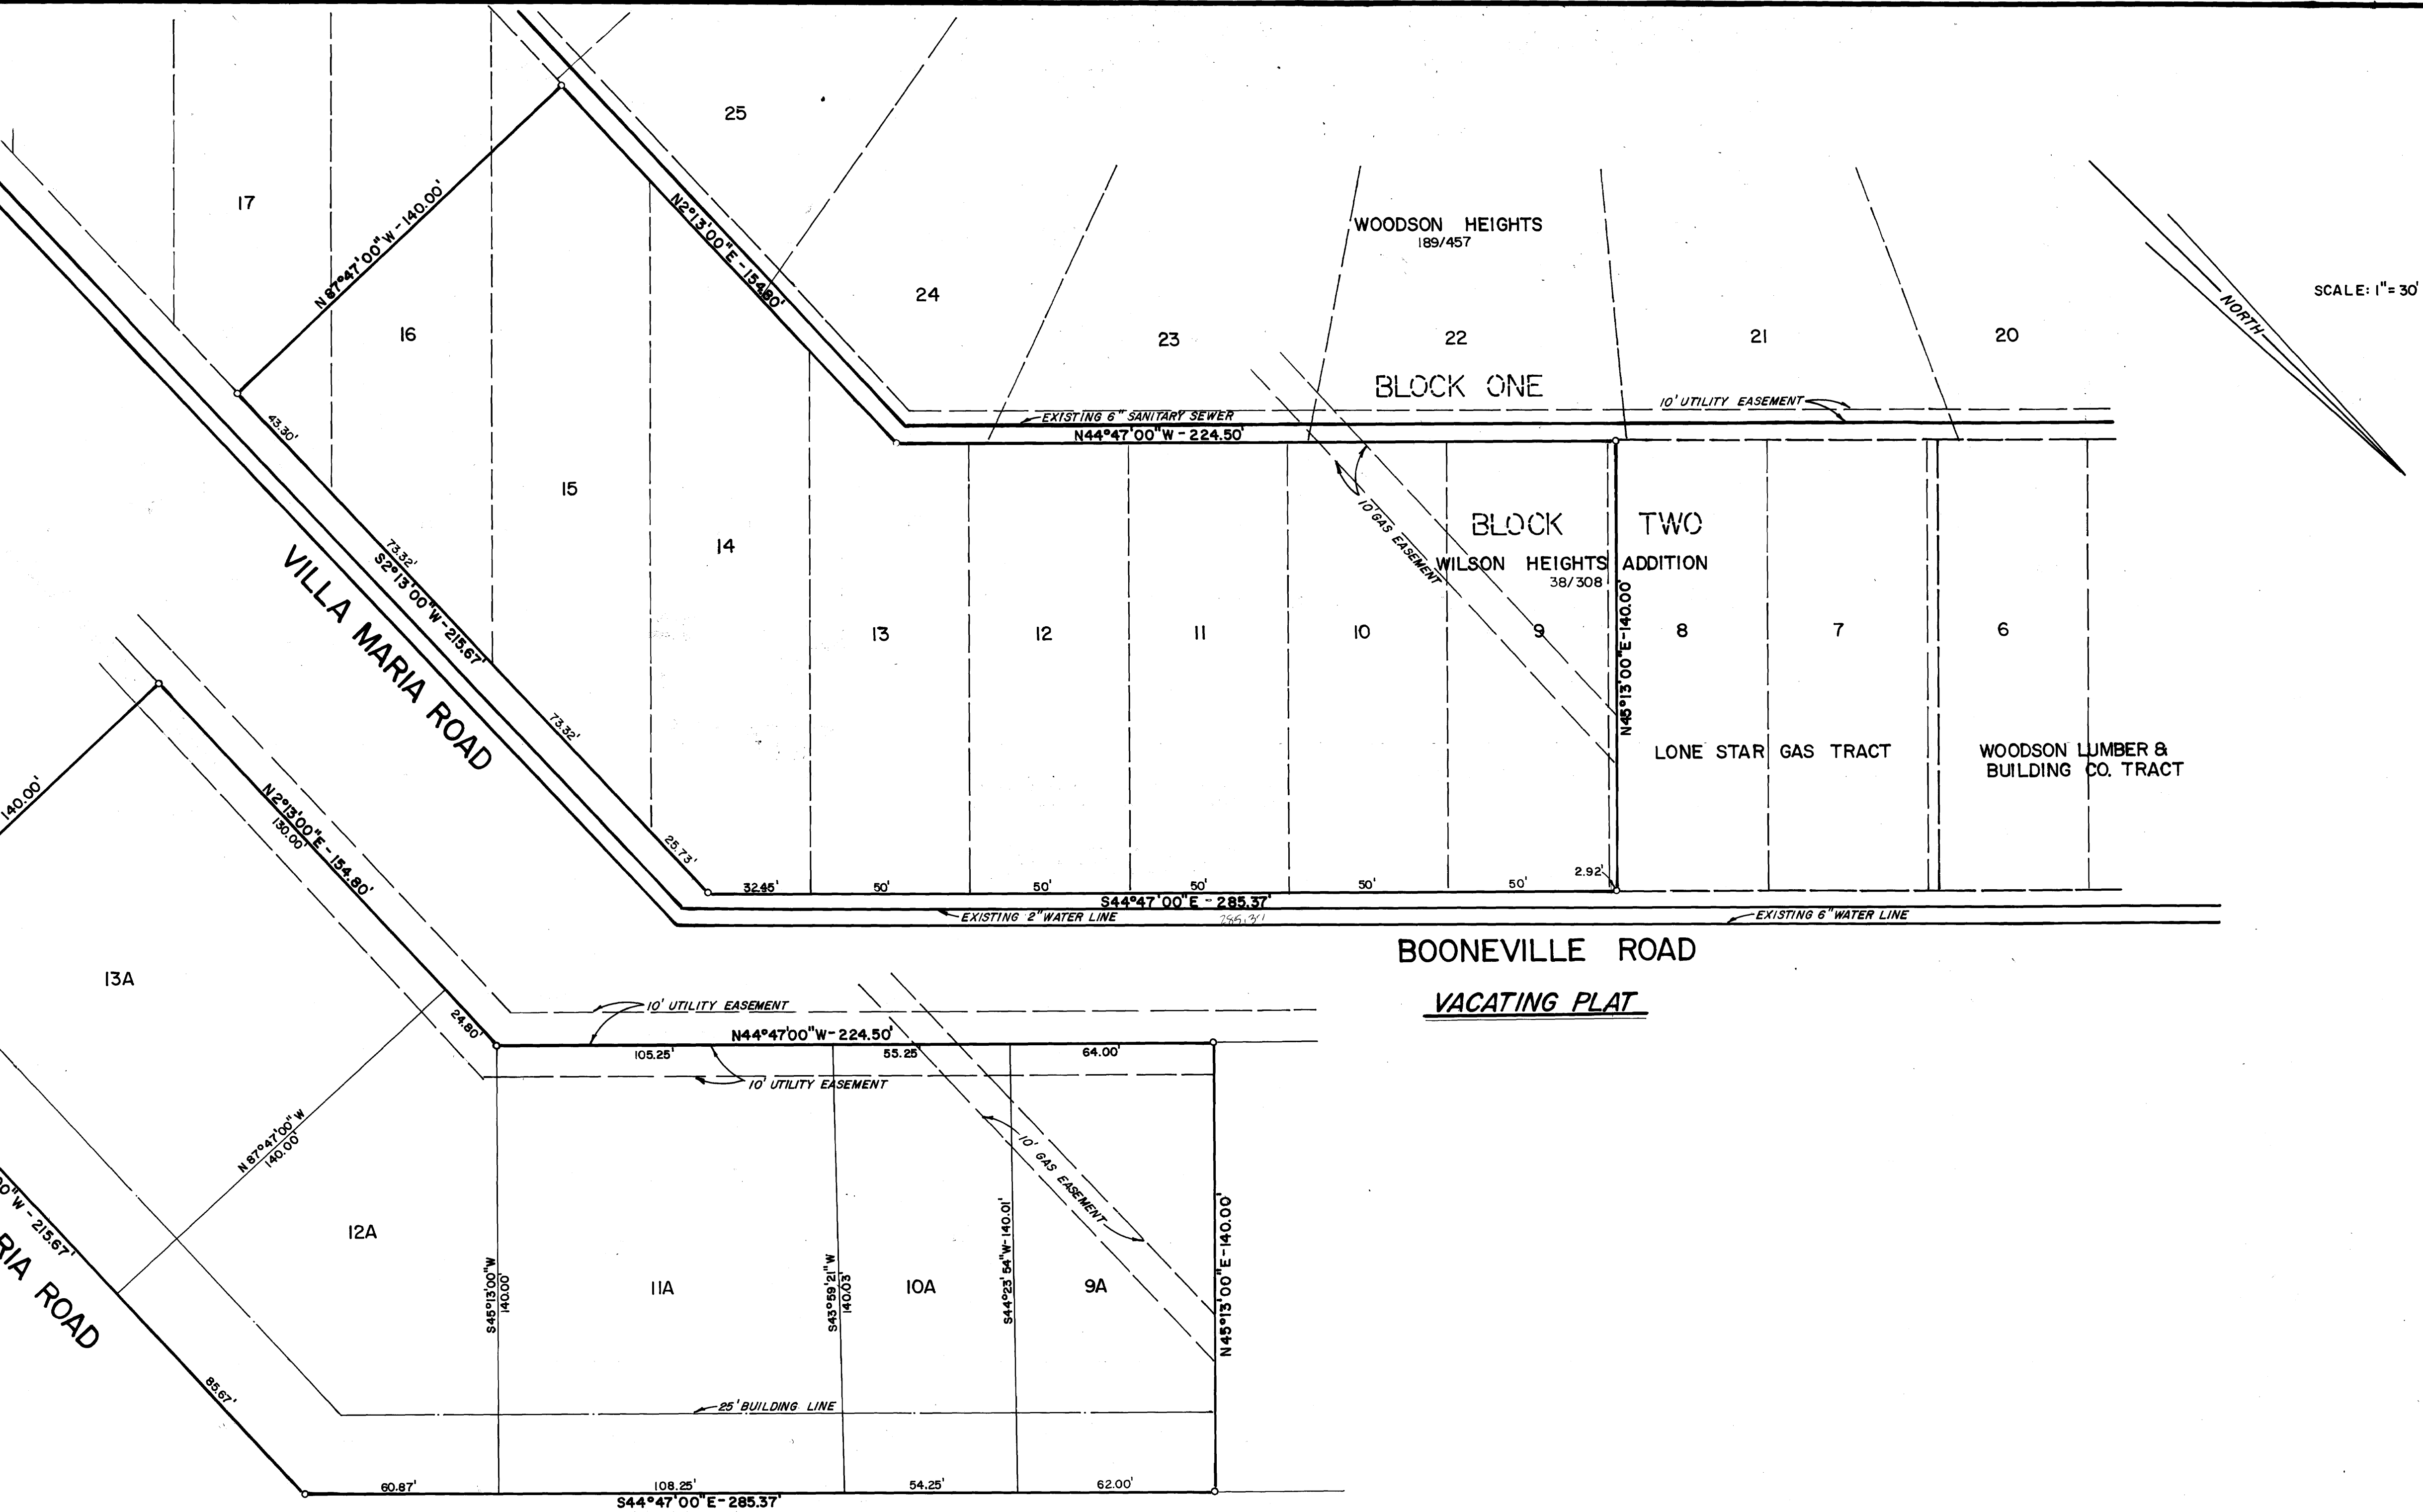 25
17
N 87°47'00"W - 140.00'
N2°13'00"E - 154.80'
WOODSON HEIGHTS
189/457
NORTH
SCALE: 1"= 30'
24
16
23
22
21
20
BLOCK ONE
43.30'
EXISTING 6" SANITARY SEWER
10' UTILITY EASEMENT
N44°47'00"W - 224.50'
15
14
73.32'
S2°13'00"W - 215.67'
10' GAS EASEMENT
BLOCK TWO
WILSON HEIGHTS ADDITION
38/308
VILLA MARIA ROAD
13
12
11
10
9
8
7
6
N45°13'00"E - 140.00'
73.32'
LONE STAR GAS TRACT
WOODSON LUMBER &
BUILDING CO. TRACT
140.00'
N2°13'00"E - 154.80'
130.00'
25.73'
32.45'
50'
50'
50'
50'
50'
2.92'
S44°47'00"E - 285.37'
EXISTING 2" WATER LINE
EXISTING 6" WATER LINE
BOONEVILLE ROAD
VACATING PLAT
13A
24.80'
10' UTILITY EASEMENT
N44°47'00"W - 224.50'
105.25'
55.25'
64.00'
10' UTILITY EASEMENT
N 87°47'00" W
140.00'
10' GAS EASEMENT
00"W - 215.67'
RIA ROAD
12A
S45°13'00"W
140.00'
11A
S43°59'21"W
140.03'
10A
S44°23'54"W - 140.01'
9A
N45°13'00"E - 140.00'
85.67'
25' BUILDING LINE
60.87'
108.25'
54.25'
62.00'
S44°47'00"E - 285.37'